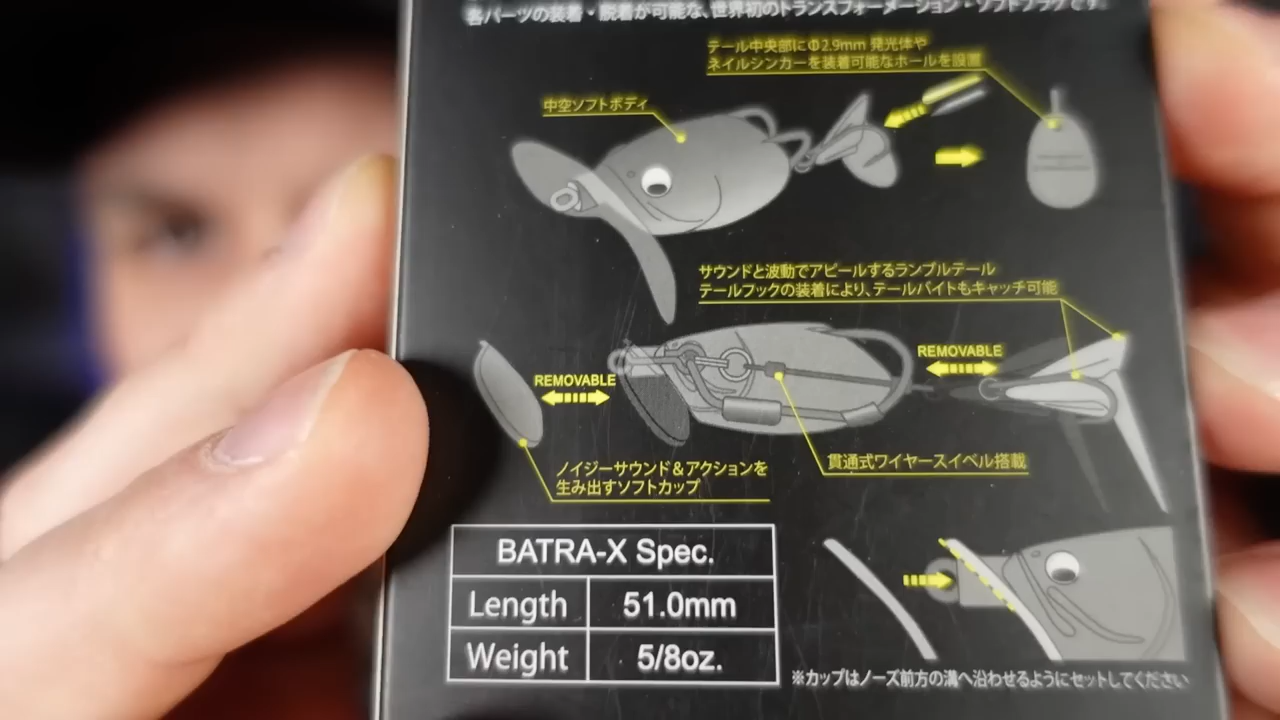 各パーツの装着・脱着が可能な、世界初のトランスフォーメーション・ソフトプラグです。
テール中央部にΦ2.9mm 発光体や
ネイルシンカーを装着可能なホールを設置
中空ソフトボディ
サウンドと波動でアピールするランブルテール
テールフックの装着により、テールバイトもキャッチ可能
REMOVABLE
REMOVABLE
ノイジーサウンド＆アクションを
生み出すソフトカップ
貫通式ワイヤースイベル搭載
BATRA-X Spec.
Length 51.0mm
Weight 5/8oz.
※カップはノーズ前方の溝へ沿わせるようにセットしてください